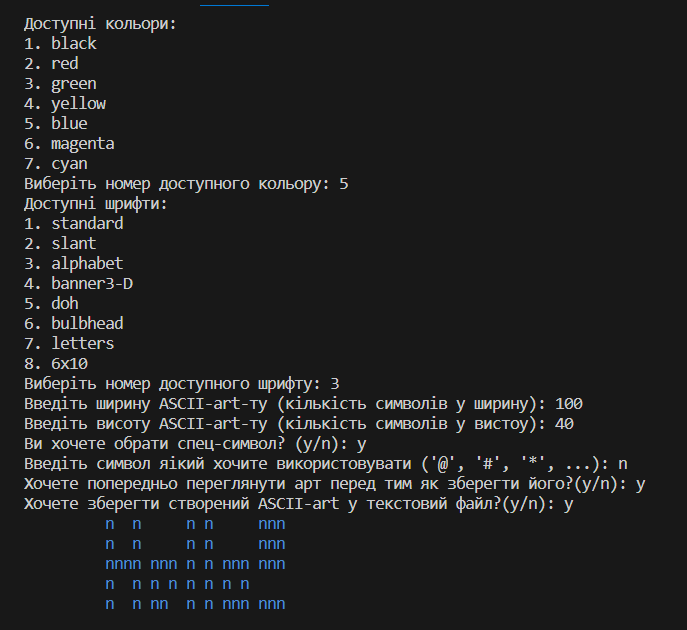 Доступні кольори:
1. black
2. red
3. green
4. yellow
5. blue
6. magenta
7. cyan
Виберіть номер доступного кольору: 5
Доступні шрифти:
1. standard
2. slant
3. alphabet
4. banner3-D
5. doh
6. bulbhead
7. letters
8. 6x10
Виберіть номер доступного шрифту: 3
Введіть ширину ASCII-art-ту (кількість символів у ширину): 100
Введіть висоту ASCII-art-ту (кількість символів у вистоу): 40
Ви хочете обрати спец-символ? (y/n): y
Введіть символ яікий хочите використовувати ('@', '#', '*', ...): n
Хочете попередньо переглянути арт перед тим як зберегти його?(y/n): y
Хочете зберегти створений ASCII-art у текстовий файл?(y/n): y
         n  n     n n     nnn
         n  n     n n     nnn
         nnnn nnn n n nnn nnn
         n  n n n n n n n
         n  n nn  n n nnn nnn